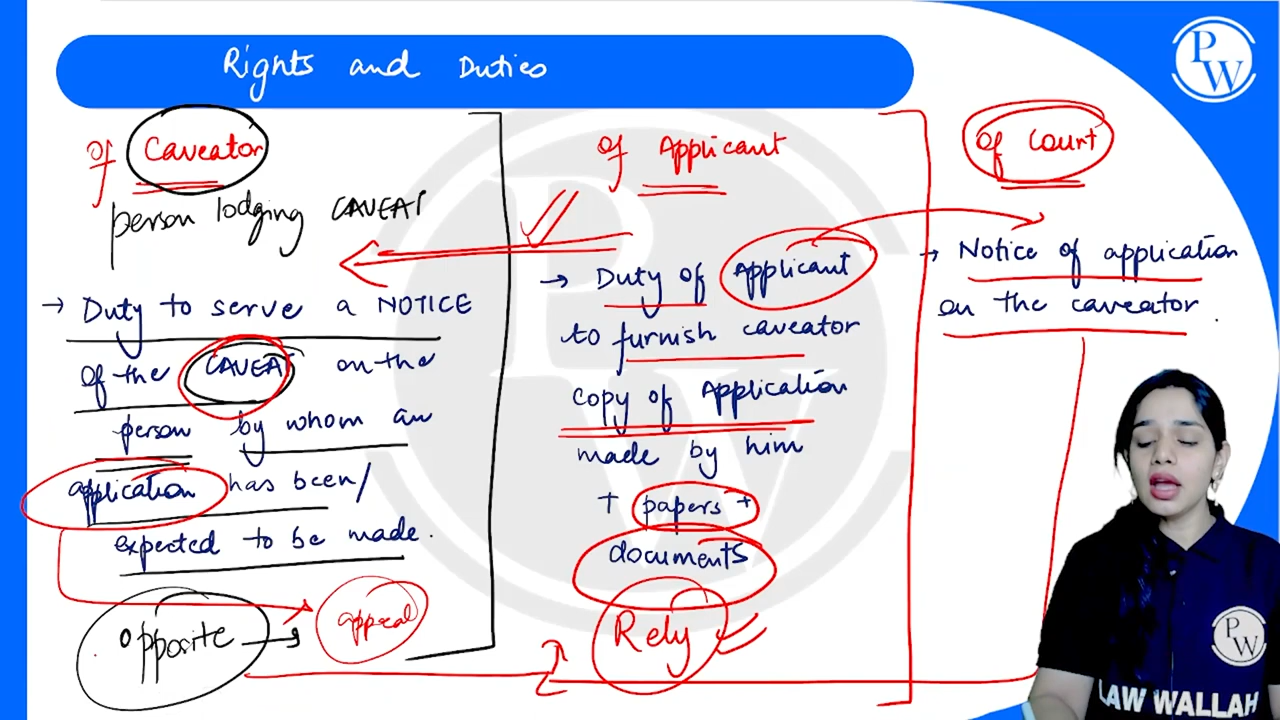 Rights and Duties
PW
of Caveator
person lodging CAVEAT
→ Duty to serve a NOTICE
of the CAVEAT on the
person by whom an
application has been/
expected to be made.
opposite → appeal
of Applicant
→ Duty of Applicant
to furnish caveator
copy of Application
made by him
+ papers +
documents
Rely
of Court
→ Notice of application
on the caveator.
PW
LAW WALLAH